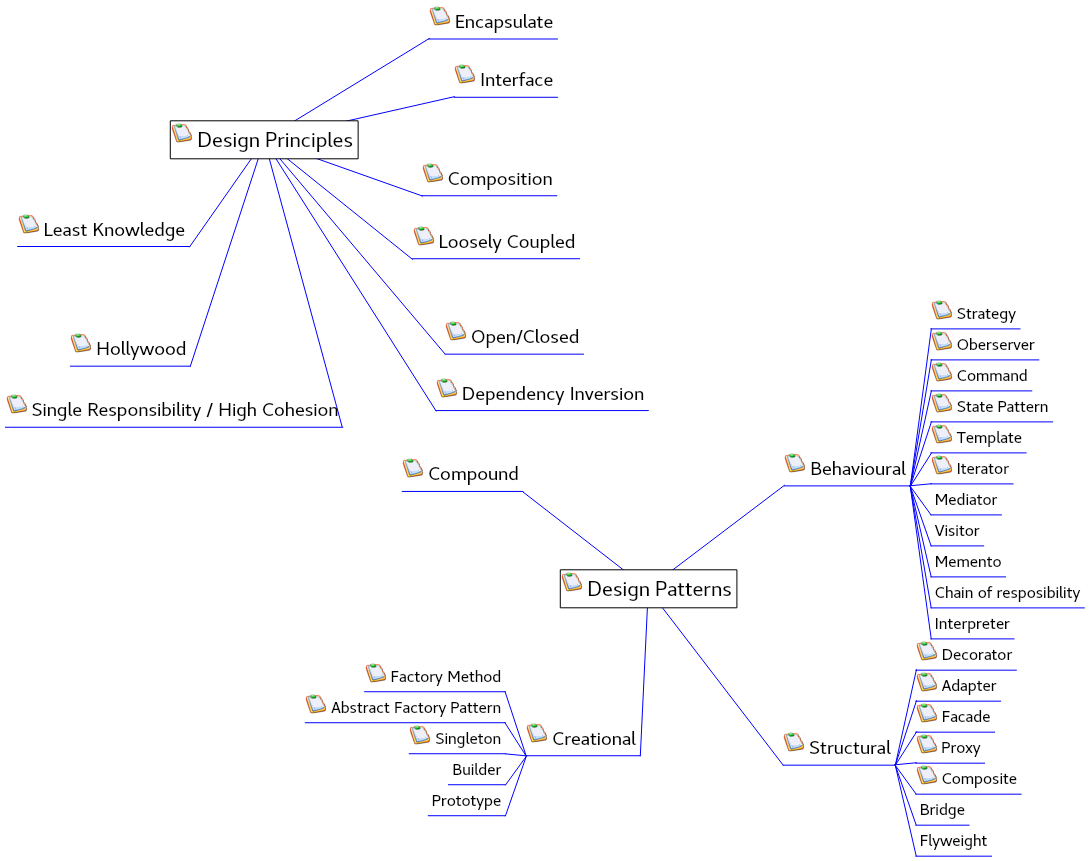 Encapsulate
Interface
Design Principles
Composition
Least Knowledge
Loosely Coupled
Open/Closed
Hollywood
Dependency Inversion
Single Responsibility / High Cohesion
Compound
Design Patterns
Behavioural
Strategy
Oberserver
Command
State Pattern
Template
Iterator
Mediator
Visitor
Memento
Chain of resposibility
Interpreter
Structural
Decorator
Adapter
Facade
Proxy
Composite
Bridge
Flyweight
Creational
Factory Method
Abstract Factory Pattern
Singleton
Builder
Prototype